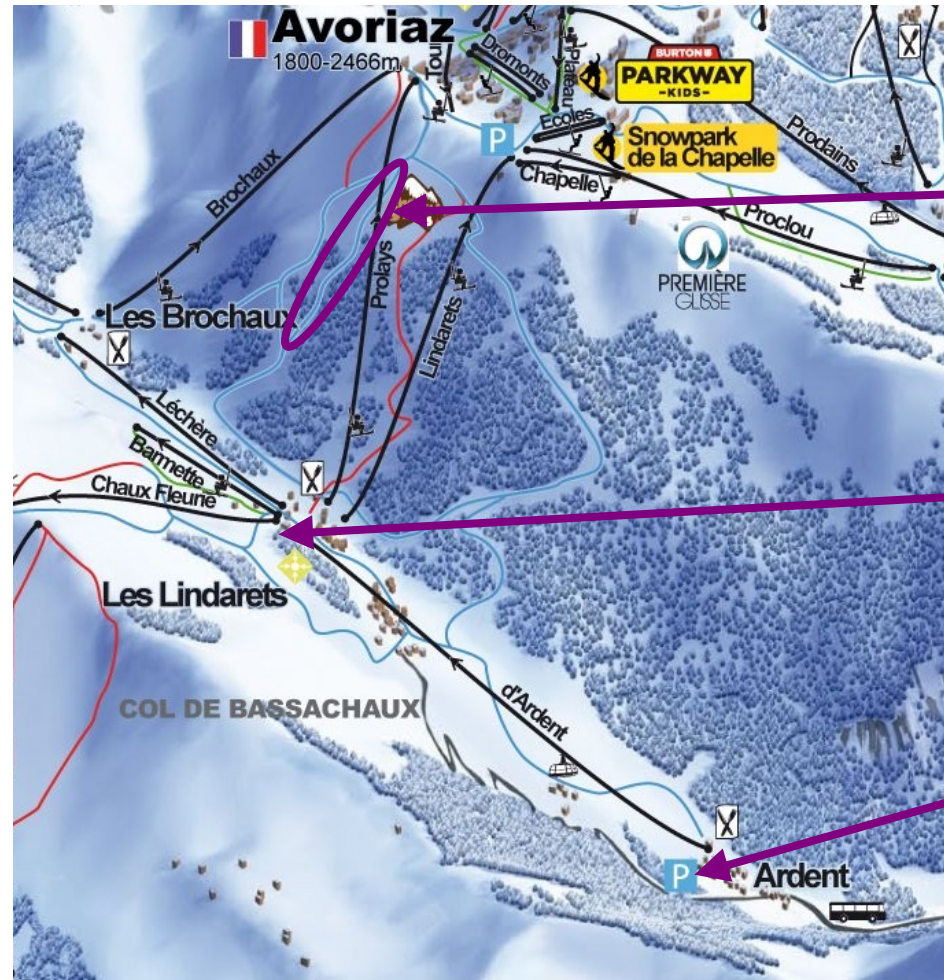 Avoriaz
1800-2466m
Tour
Dromonts
Plateau
BURTON
PARKWAY
-KIDS-
P
Ecoles
Snowpark
de la Chapelle
Prodains
Brochaux
Chapelle
Proclou
PREMIÈRE
GLISSE
Prolays
Lindarets
Les Brochaux
Léchère
Barmette
Chaux Fleurie
Les Lindarets
COL DE BASSACHAUX
d'Ardent
P
Ardent